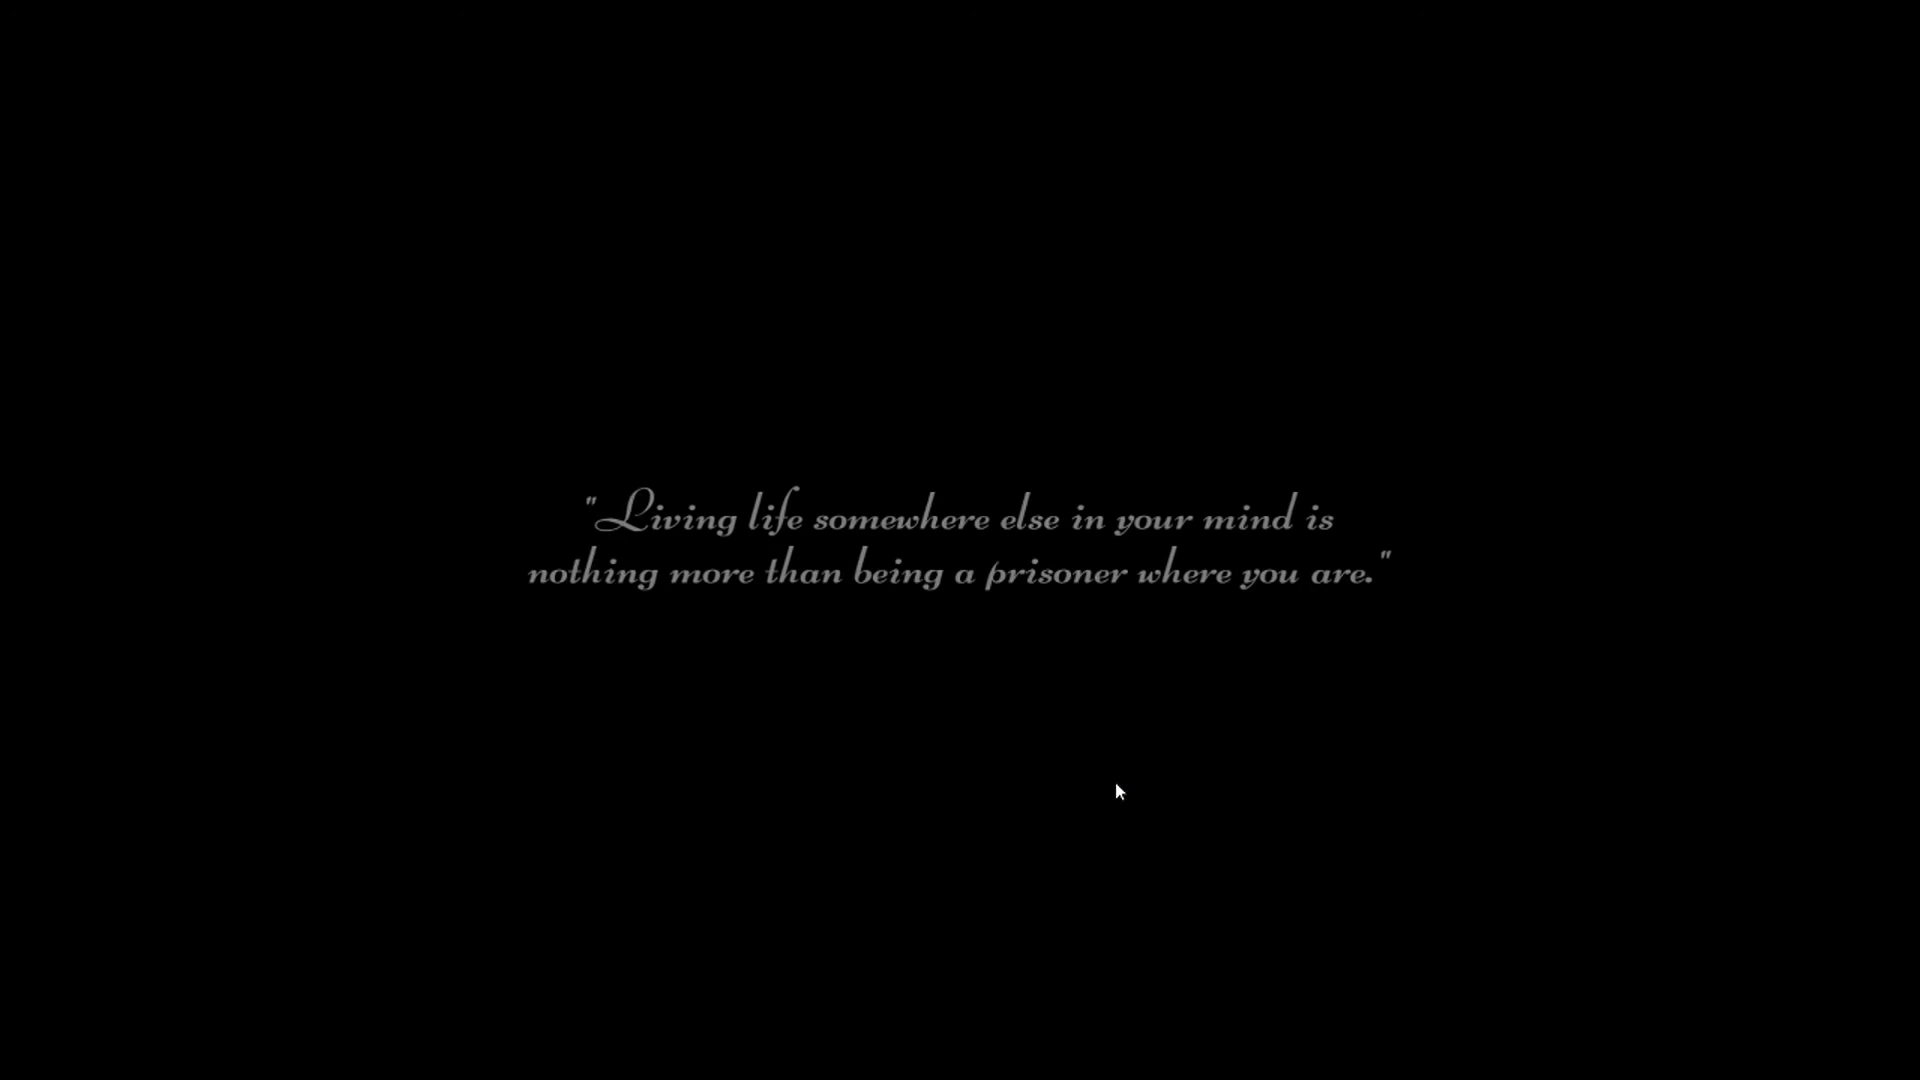 "Living life somewhere else in your mind is
nothing more than being a prisoner where you are."